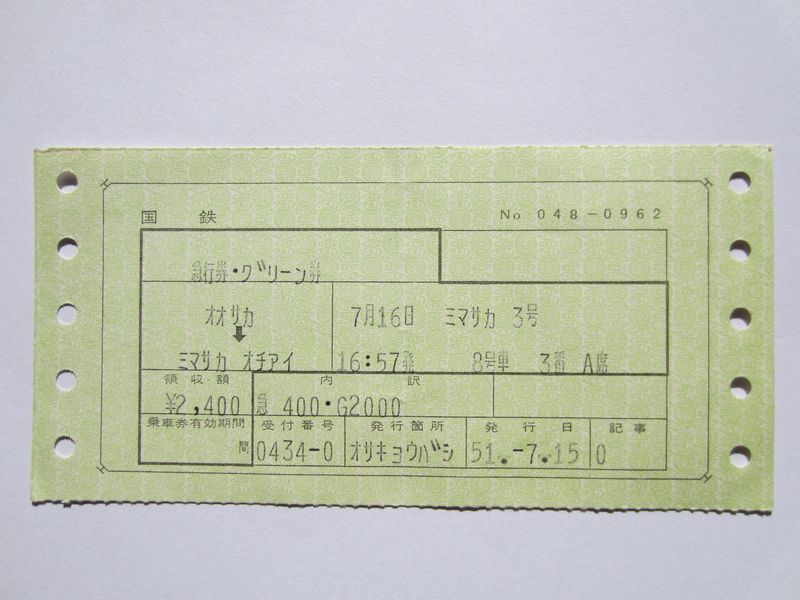 国 鉄 No 048-0962
急行券・グリーン券
オオサカ 7月16日 ミマサカ 3号
ミマサカ オチアイ 16:57発 8号車 3番 A席
領収額 内訳
¥2,400 急 400・G2000
乗車券有効期間 受付番号 発行箇所 発行日 記事
間 0434-0 オサキョウバシ 51.-7.15 0